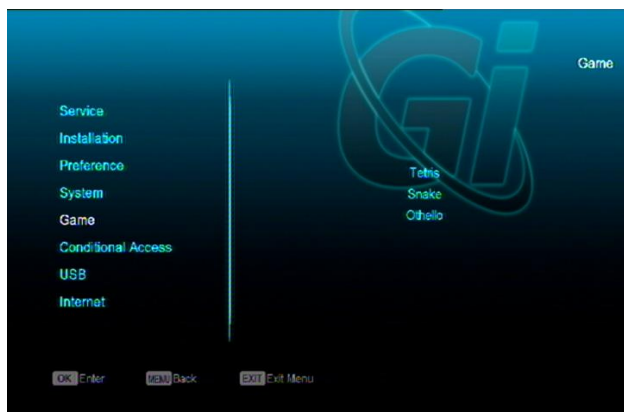 Gi
Game
Service
Installation
Preference
System
Game
Conditional Access
USB
Internet
Tetris
Snake
Othello
OK Enter
MENU Back
EXIT Exit Menu